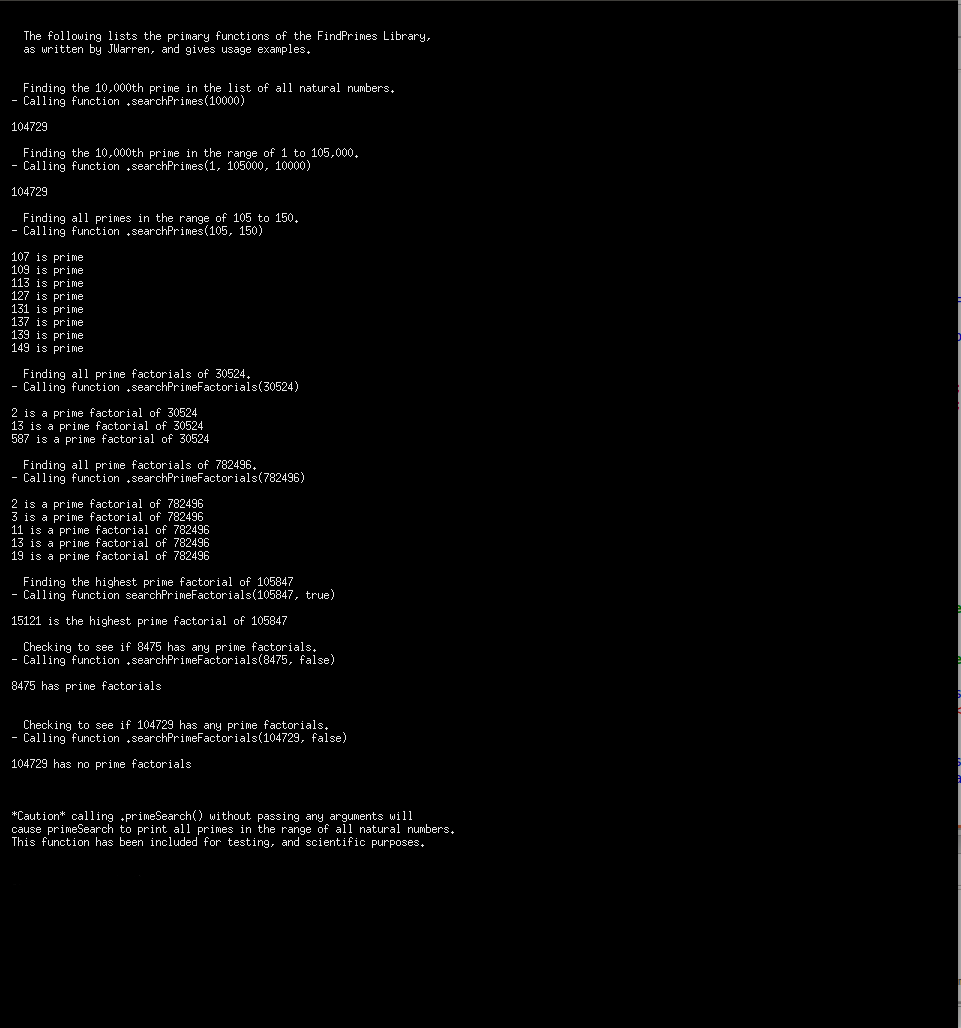 The following lists the primary functions of the FindPrimes Library,
as written by JWarren, and gives usage examples.
Finding the 10,000th prime in the list of all natural numbers.
- Calling function .searchPrimes(10000)
104729
Finding the 10,000th prime in the range of 1 to 105,000.
- Calling function .searchPrimes(1, 105000, 10000)
104729
Finding all primes in the range of 105 to 150.
- Calling function .searchPrimes(105, 150)
107 is prime
109 is prime
113 is prime
127 is prime
131 is prime
137 is prime
139 is prime
149 is prime
Finding all prime factorials of 30524.
- Calling function .searchPrimeFactorials(30524)
2 is a prime factorial of 30524
13 is a prime factorial of 30524
587 is a prime factorial of 30524
Finding all prime factorials of 782496.
- Calling function .searchPrimeFactorials(782496)
2 is a prime factorial of 782496
3 is a prime factorial of 782496
11 is a prime factorial of 782496
13 is a prime factorial of 782496
19 is a prime factorial of 782496
Finding the highest prime factorial of 105847
- Calling function searchPrimeFactorials(105847, true)
15121 is the highest prime factorial of 105847
Checking to see if 8475 has any prime factorials.
- Calling function .searchPrimeFactorials(8475, false)
8475 has prime factorials
Checking to see if 104729 has any prime factorials.
- Calling function .searchPrimeFactorials(104729, false)
104729 has no prime factorials
*Caution* calling .primeSearch() without passing any arguments will
cause primeSearch to print all primes in the range of all natural numbers.
This function has been included for testing, and scientific purposes.